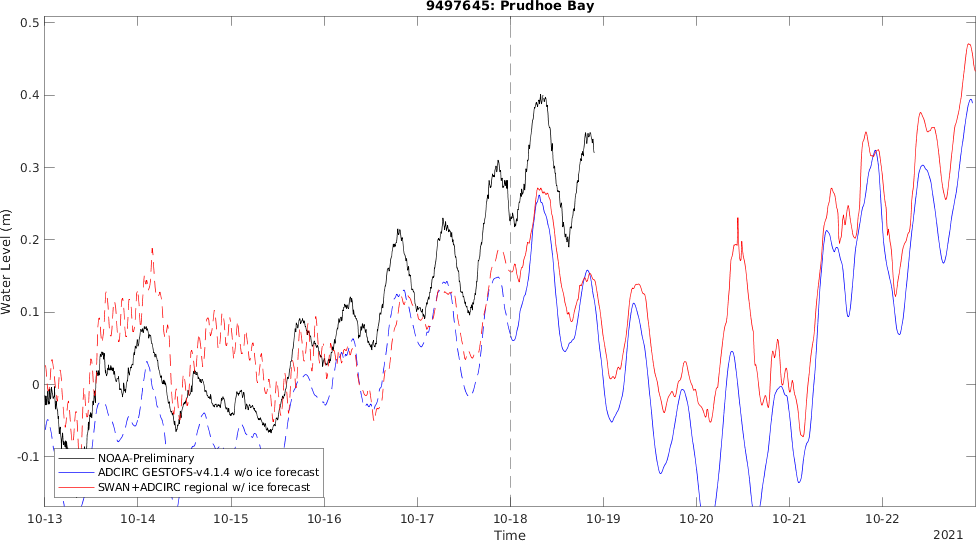 9497645: Prudhoe Bay
0.5
0.4
0.3
0.2
0.1
0
-0.1
Water Level (m)
NOAA-Preliminary
ADCIRC GESTOFS-v4.1.4 w/o ice forecast
SWAN+ADCIRC regional w/ ice forecast
10-13 10-14 10-15 10-16 10-17 10-18 10-19 10-20 10-21 10-22
Time
2021